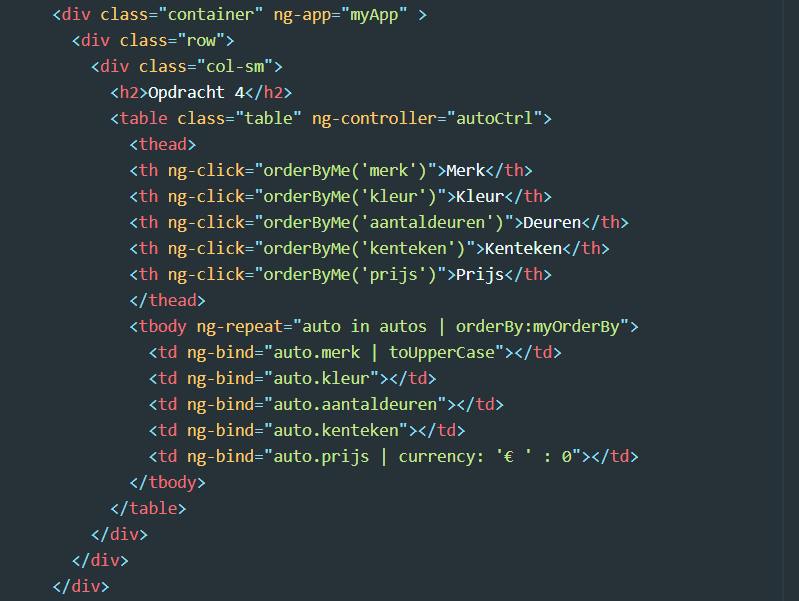 <div class="container" ng-app="myApp" >
<div class="row">
<div class="col-sm">
<h2>Opdracht 4</h2>
<table class="table" ng-controller="autoCtrl">
<thead>
<th ng-click="orderByMe('merk')">Merk</th>
<th ng-click="orderByMe('kleur')">Kleur</th>
<th ng-click="orderByMe('aantaldeuren')">Deuren</th>
<th ng-click="orderByMe('kenteken')">Kenteken</th>
<th ng-click="orderByMe('prijs')">Prijs</th>
</thead>
<tbody ng-repeat="auto in autos | orderBy:myOrderBy">
<td ng-bind="auto.merk | toUpperCase"></td>
<td ng-bind="auto.kleur"></td>
<td ng-bind="auto.aantaldeuren"></td>
<td ng-bind="auto.kenteken"></td>
<td ng-bind="auto.prijs | currency: '€ ' : 0"></td>
</tbody>
</table>
</div>
</div>
</div>